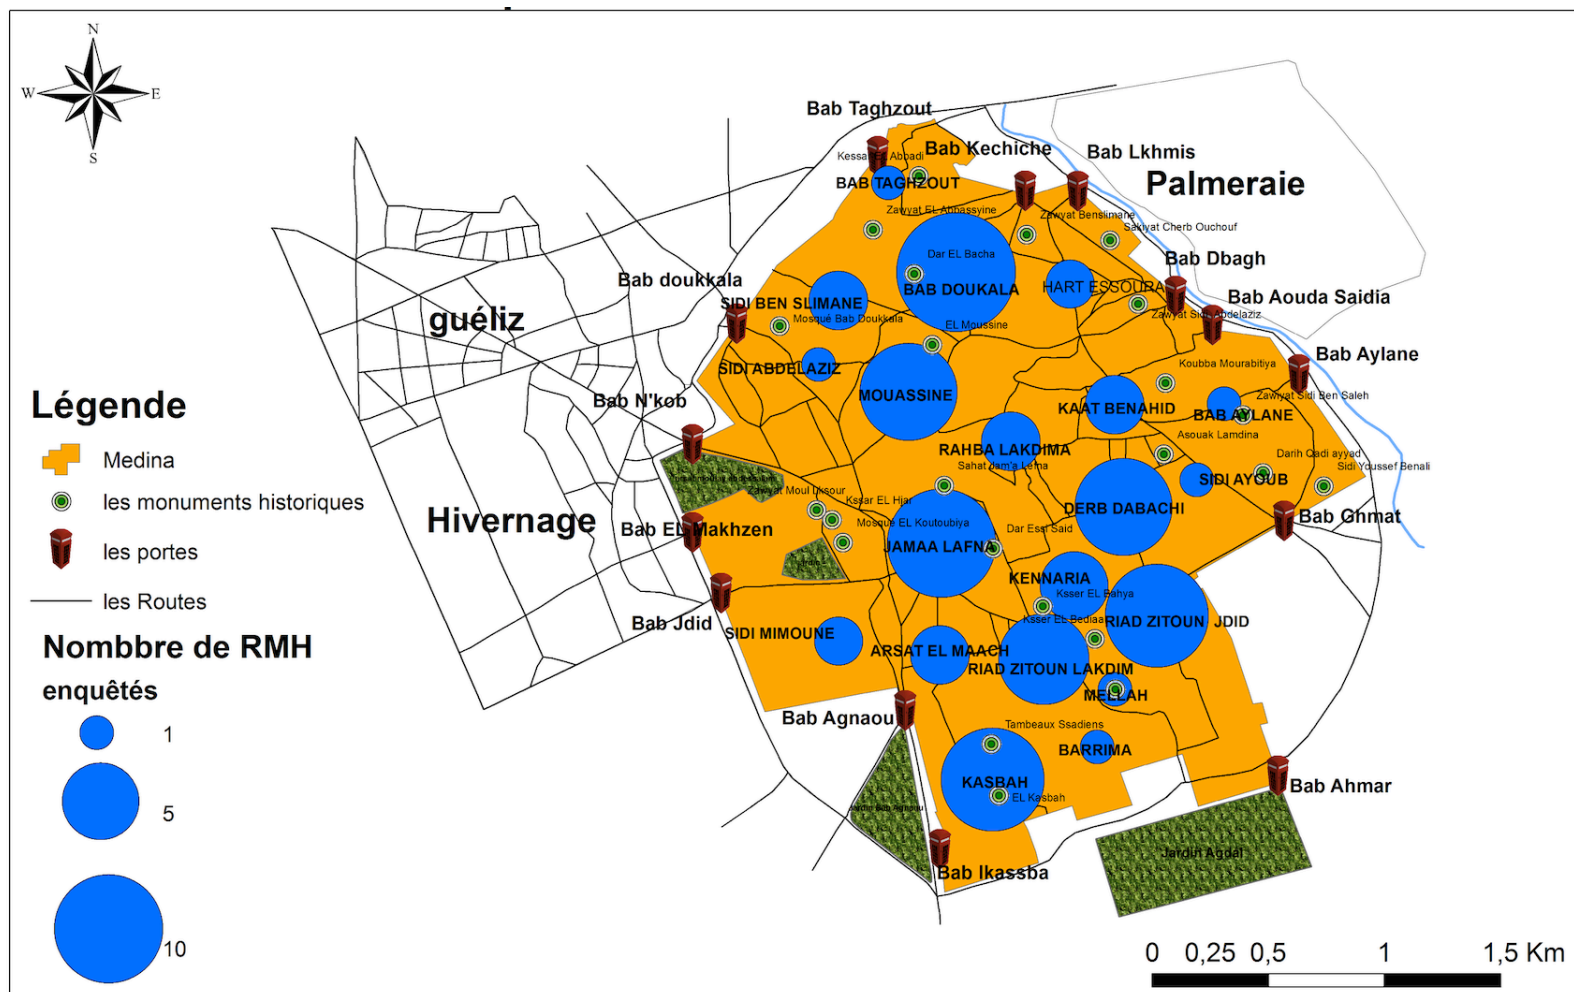 N
W
E
S
Bab Taghzout
Kessar EL Abbadi
Bab Kechiche
Bab Lkhmis
BAB TAGHZOUT
Palmeraie
Zawyat EL Abbassyine
Zawyat Benslimane
Sakiyat Cherb Ouchouf
Dar EL Bacha
Bab Dbagh
Bab doukkala
BAB DOUKALA
HART ESSOURA
Bab Aouda Saidia
SIDI BEN SLIMANE
Mosqué Bab Doukkala
guéliz
EL Moussine
Zawyat Sidi Abdelaziz
Bab Aylane
SIDI ABDELAZIZ
Koubba Mourabitiya
MOUASSINE
Zawiyat Sidi Ben Saleh
Légende
Bab N'kob
KAAT BENAHID
BAB AYLANE
Asouak Lamdina
RAHBA LAKDIMA
Darih Qadi ayyad
Medina
Sahat Jam'a Lefna
Sidi Youssef Benali
SIDI AYOUB
Zawyat Moul Lksour
les monuments historiques
Kssar EL Hjar
DERB DABACHI
Hivernage
Bab EL Makhzen
Mosqué EL Koutoubiya
Dar Essi Said
Bab Ghmat
JAMAA LAFNA
les portes
KENNARIA
Ksser EL Bahya
les Routes
Bab Jdid
Ksser EL Bediaa
RIAD ZITOUN JDID
SIDI MIMOUNE
Nombbre de RMH
ARSAT EL MAACH
RIAD ZITOUN LAKDIM
enquêtés
MELLAH
Bab Agnaou
Tambeaux Ssadiens
1
BARRIMA
KASBAH
Bab Ahmar
EL Kasbah
5
Jardin Bab Agnaou
Jardin Agdal
Bab Ikassba
10
0 0,25 0,5 1 1,5 Km